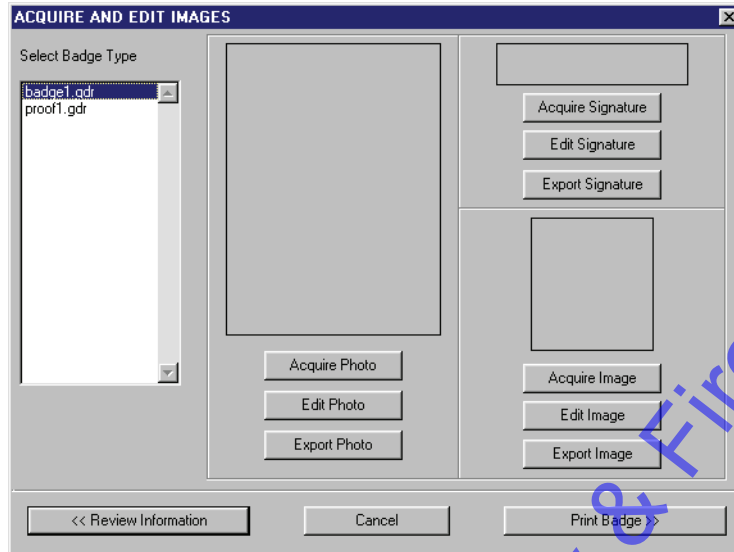 ACQUIRE AND EDIT IMAGES
Select Badge Type
badge1.gdr
proof1.gdr
Acquire Photo
Edit Photo
Export Photo
Acquire Signature
Edit Signature
Export Signature
Acquire Image
Edit Image
Export Image
<< Review Information
Cancel
Print Badge >>
& Fire